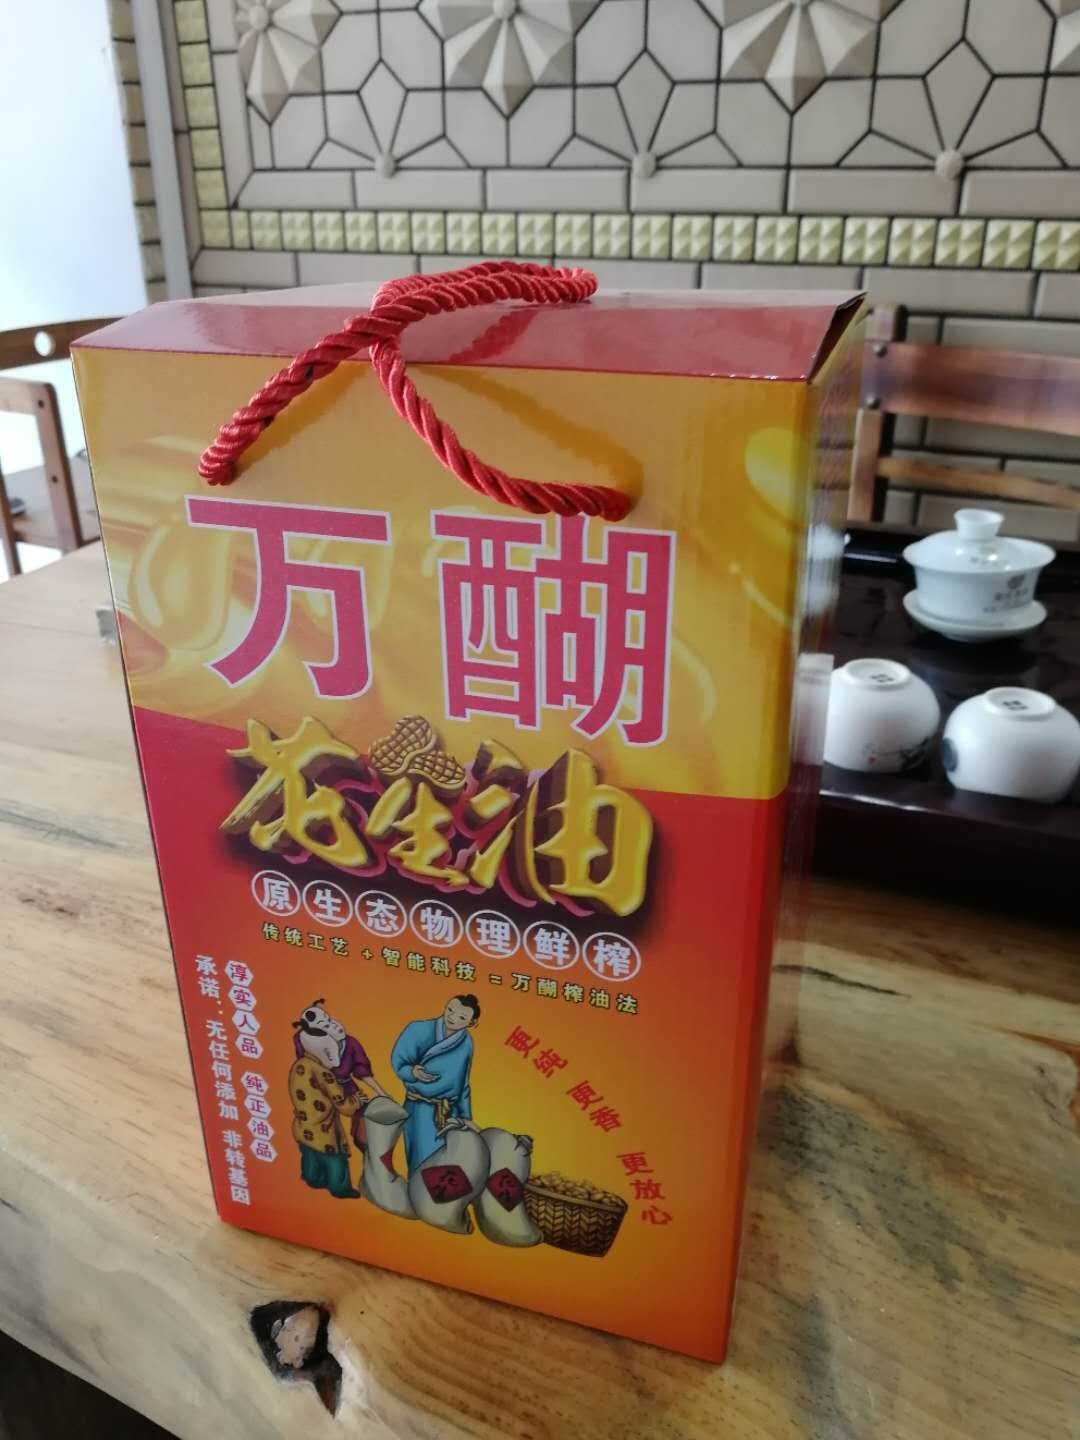 万醐
花生油
原生态物理鲜榨
传统工艺 + 智能科技 = 万醐榨油法
淳实人品 纯正油品
承诺：无任何添加 非转基因
更纯 更香 更放心
花生